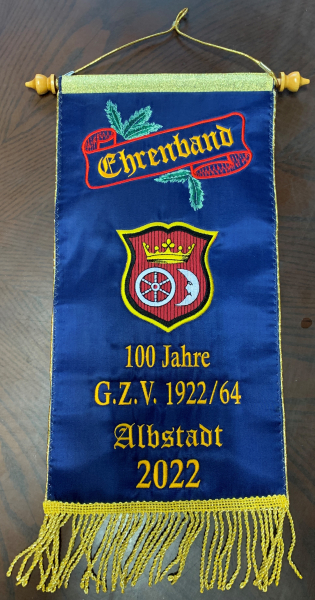 Ehrenband
100 Jahre
G.Z.V. 1922/64
Albstadt
2022